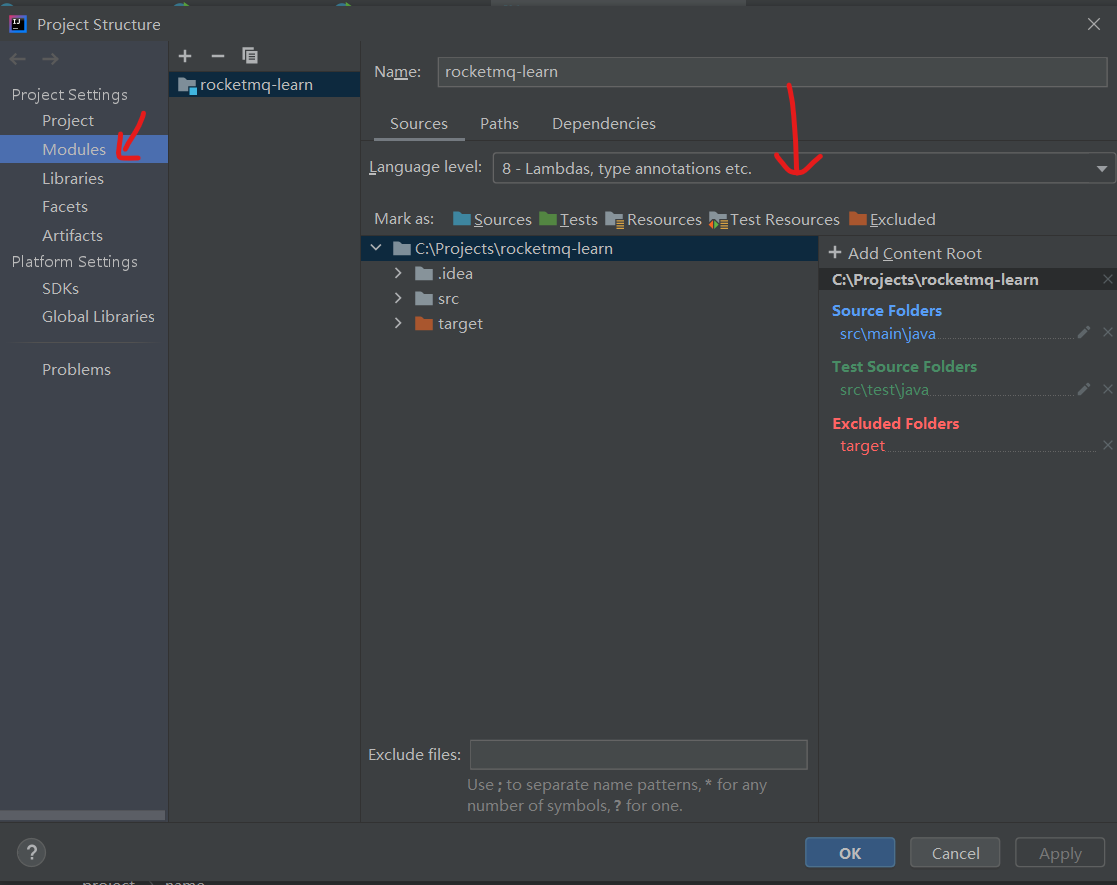 Project Structure
Project Settings
Project
Modules
Libraries
Facets
Artifacts
Platform Settings
SDKs
Global Libraries
Problems
rocketmq-learn
Name: rocketmq-learn
Sources Paths Dependencies
Language level: 8 - Lambdas, type annotations etc.
Mark as: Sources Tests Resources Test Resources Excluded
C:\Projects\rocketmq-learn
.idea
src
target
Add Content Root
C:\Projects\rocketmq-learn
Source Folders
src\main\java
Test Source Folders
src\test\java
Excluded Folders
target
Exclude files:
Use ; to separate name patterns, * for any
number of symbols, ? for one.
? OK Cancel Apply
project > name